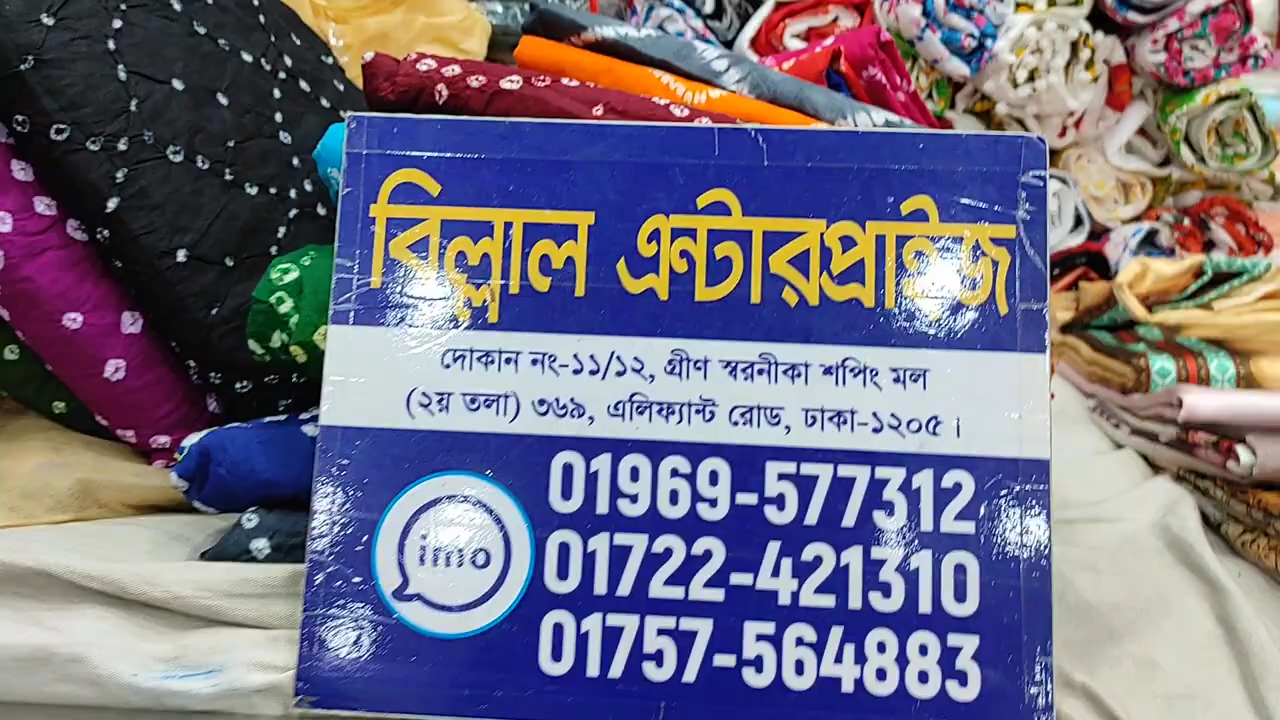 বিল্লাল এন্টারপ্রাইজ
দোকান নং-১১/১২, গ্রীণ স্বরনীকা শপিং মল
(২য় তলা) ৩৬৯, এলিফ্যান্ট রোড, ঢাকা-১২০৫।
imo
01969-577312
01722-421310
01757-564883